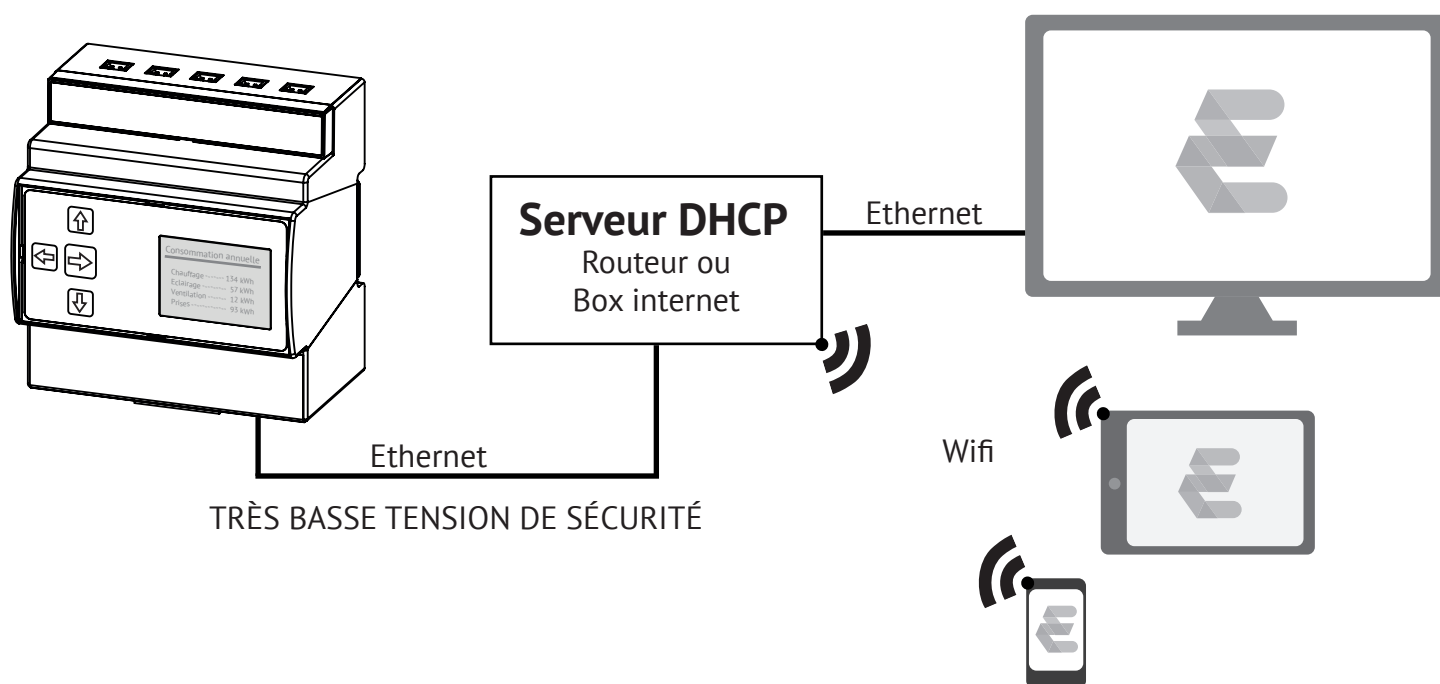 Consommation annuelle
Chauffage 134 kWh
Eclairage 57 kWh
Ventilation 12 kWh
Prises 93 kWh
Serveur DHCP
Routeur ou
Box internet
Ethernet
Ethernet
TRÈS BASSE TENSION DE SÉCURITÉ
Wifi